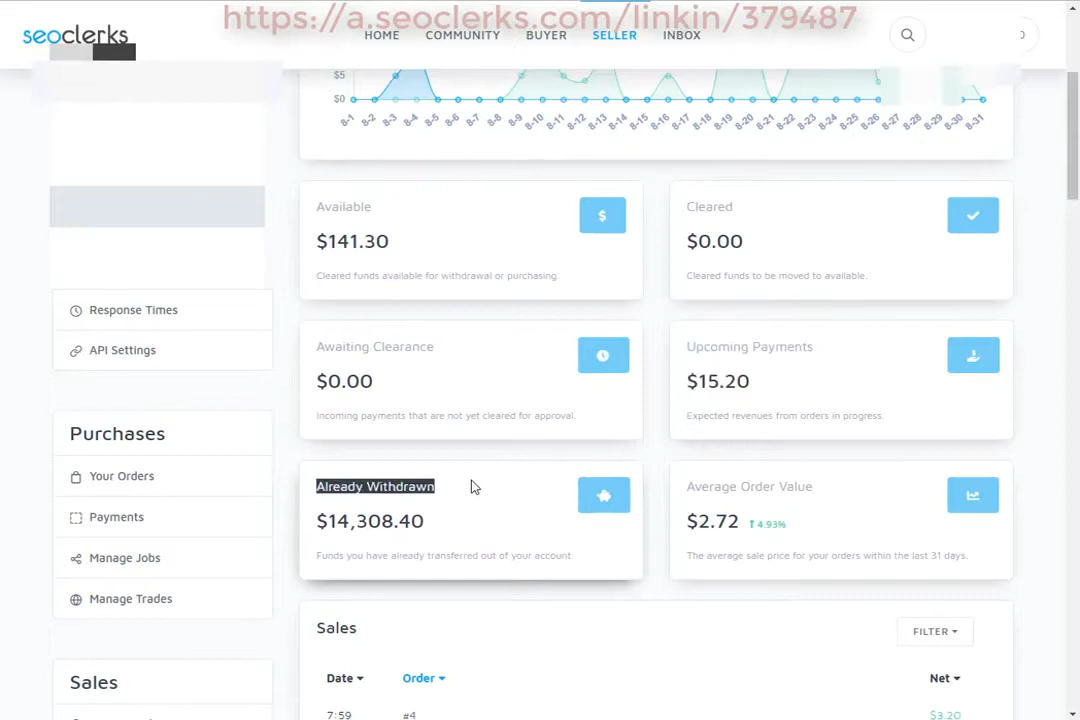 https://a.seoclerks.com/linkin/379487
seoclerks
HOME COMMUNITY BUYER SELLER INBOX
$5
$0
8-1 8-2 8-3 8-4 8-5 8-6 8-7 8-8 8-9 8-10 8-11 8-12 8-13 8-14 8-15 8-16 8-17 8-18 8-19 8-20 8-21 8-22 8-23 8-24 8-25 8-26 8-27 8-28 8-29 8-30 8-31
Available
$141.30
Cleared funds available for withdrawal or purchasing.
Cleared
$0.00
Cleared funds to be moved to available.
Response Times
API Settings
Awaiting Clearance
$0.00
Incoming payments that are not yet cleared for approval.
Upcoming Payments
$15.20
Expected revenues from orders in progress.
Purchases
Your Orders
Payments
Manage Jobs
Manage Trades
Already Withdrawn
$14,308.40
Funds you have already transferred out of your account.
Average Order Value
$2.72 4.93%
The average sale price for your orders within the last 31 days.
Sales
FILTER
Date Order Net
7:59 #4 $3.20
Sales